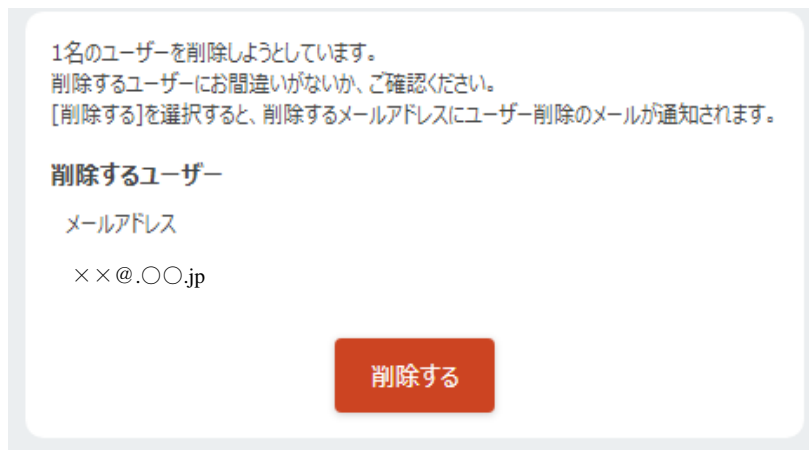 1名のユーザーを削除しようとしています。
削除するユーザーにお間違いがないか、ご確認ください。
[削除する]を選択すると、削除するメールアドレスにユーザー削除のメールが通知されます。
削除するユーザー
メールアドレス
××@.〇〇.jp
削除する